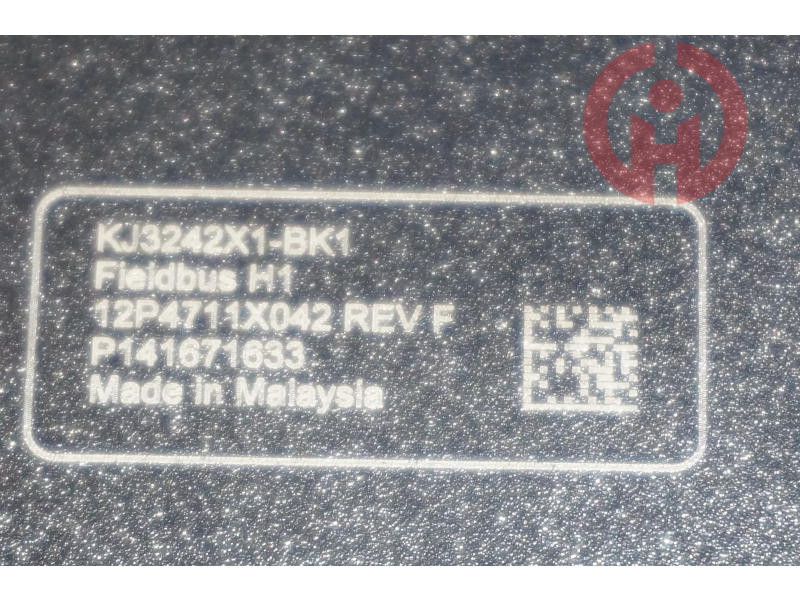 KJ3242X1-BK1
Fieldbus H1
12P4711X042 REV F
P141671633
Made in Malaysia